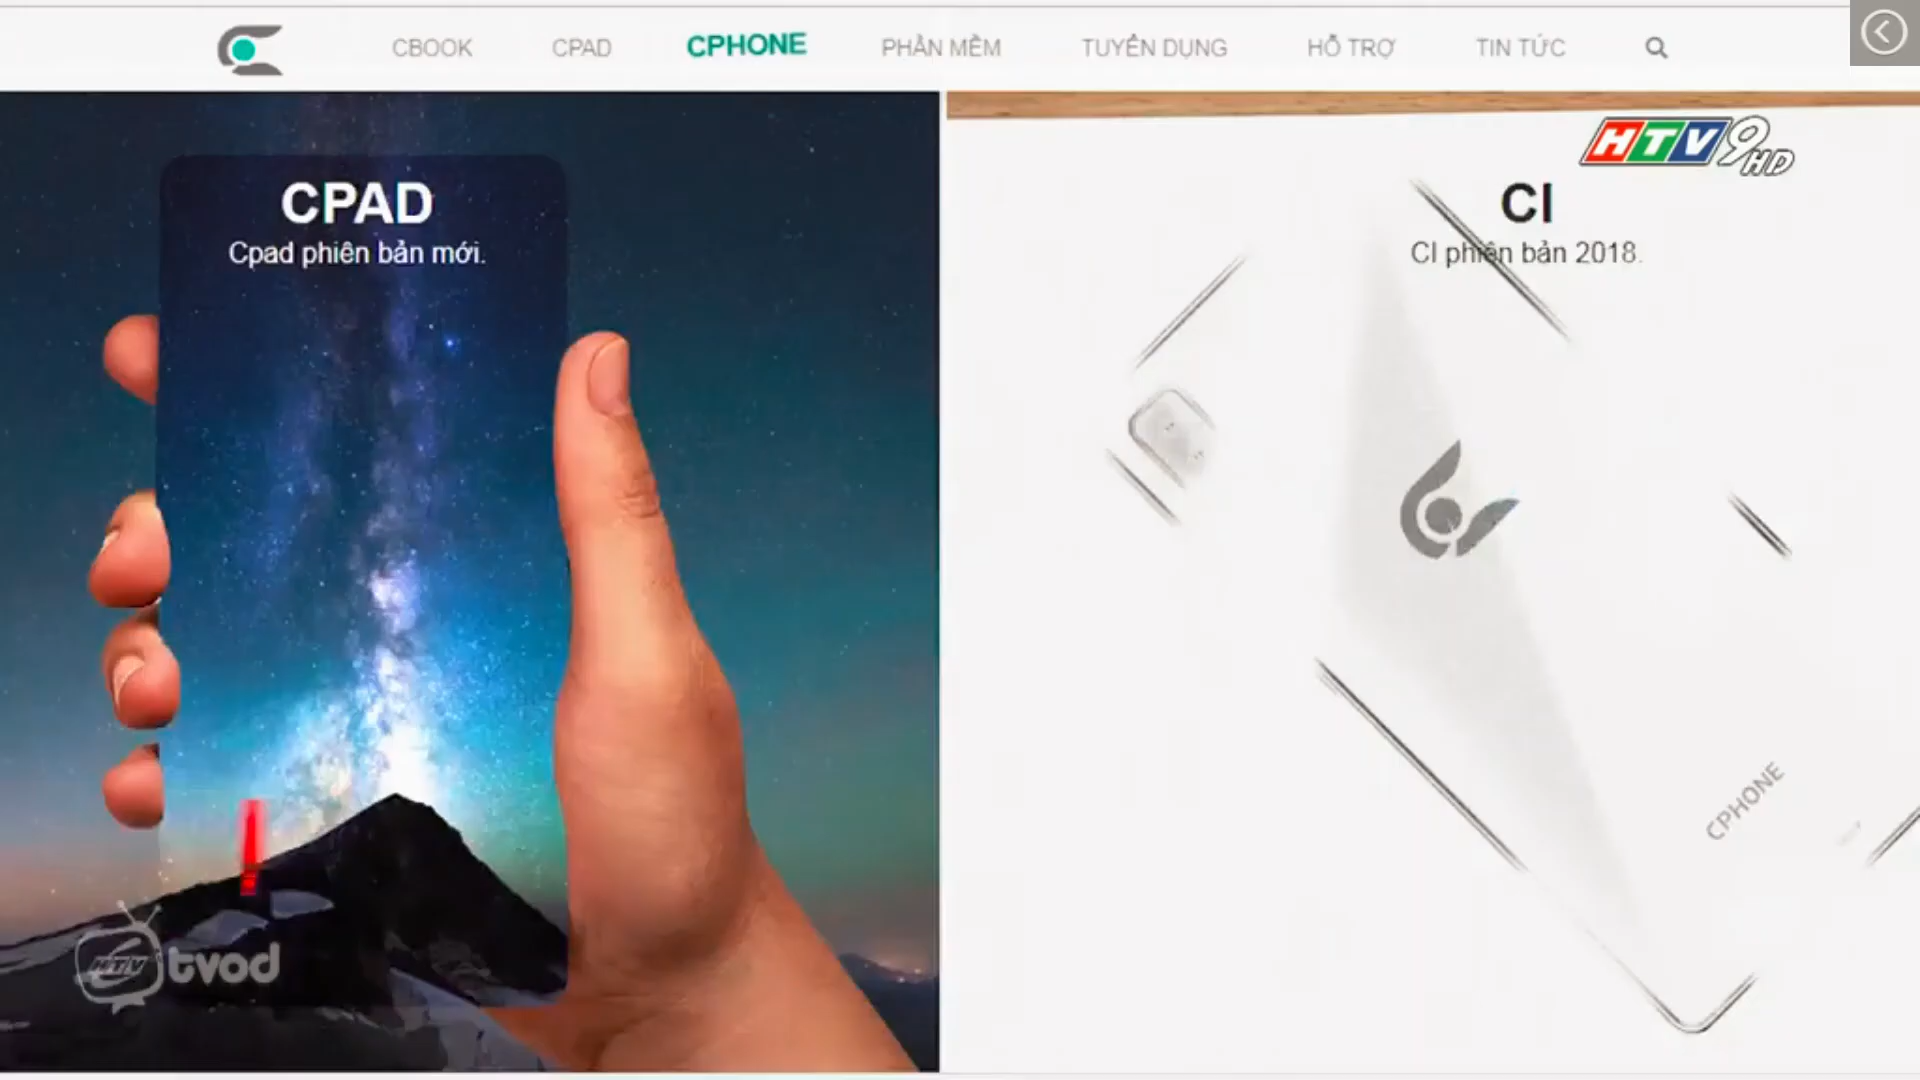 CBOOK CPAD CPHONE PHẦN MỀM TUYỂN DỤNG HỖ TRỢ TIN TỨC
HTV9 HD
CPAD
Cpad phiên bản mới.
CI
CI phiên bản 2018.
CPHONE
HTV tvod